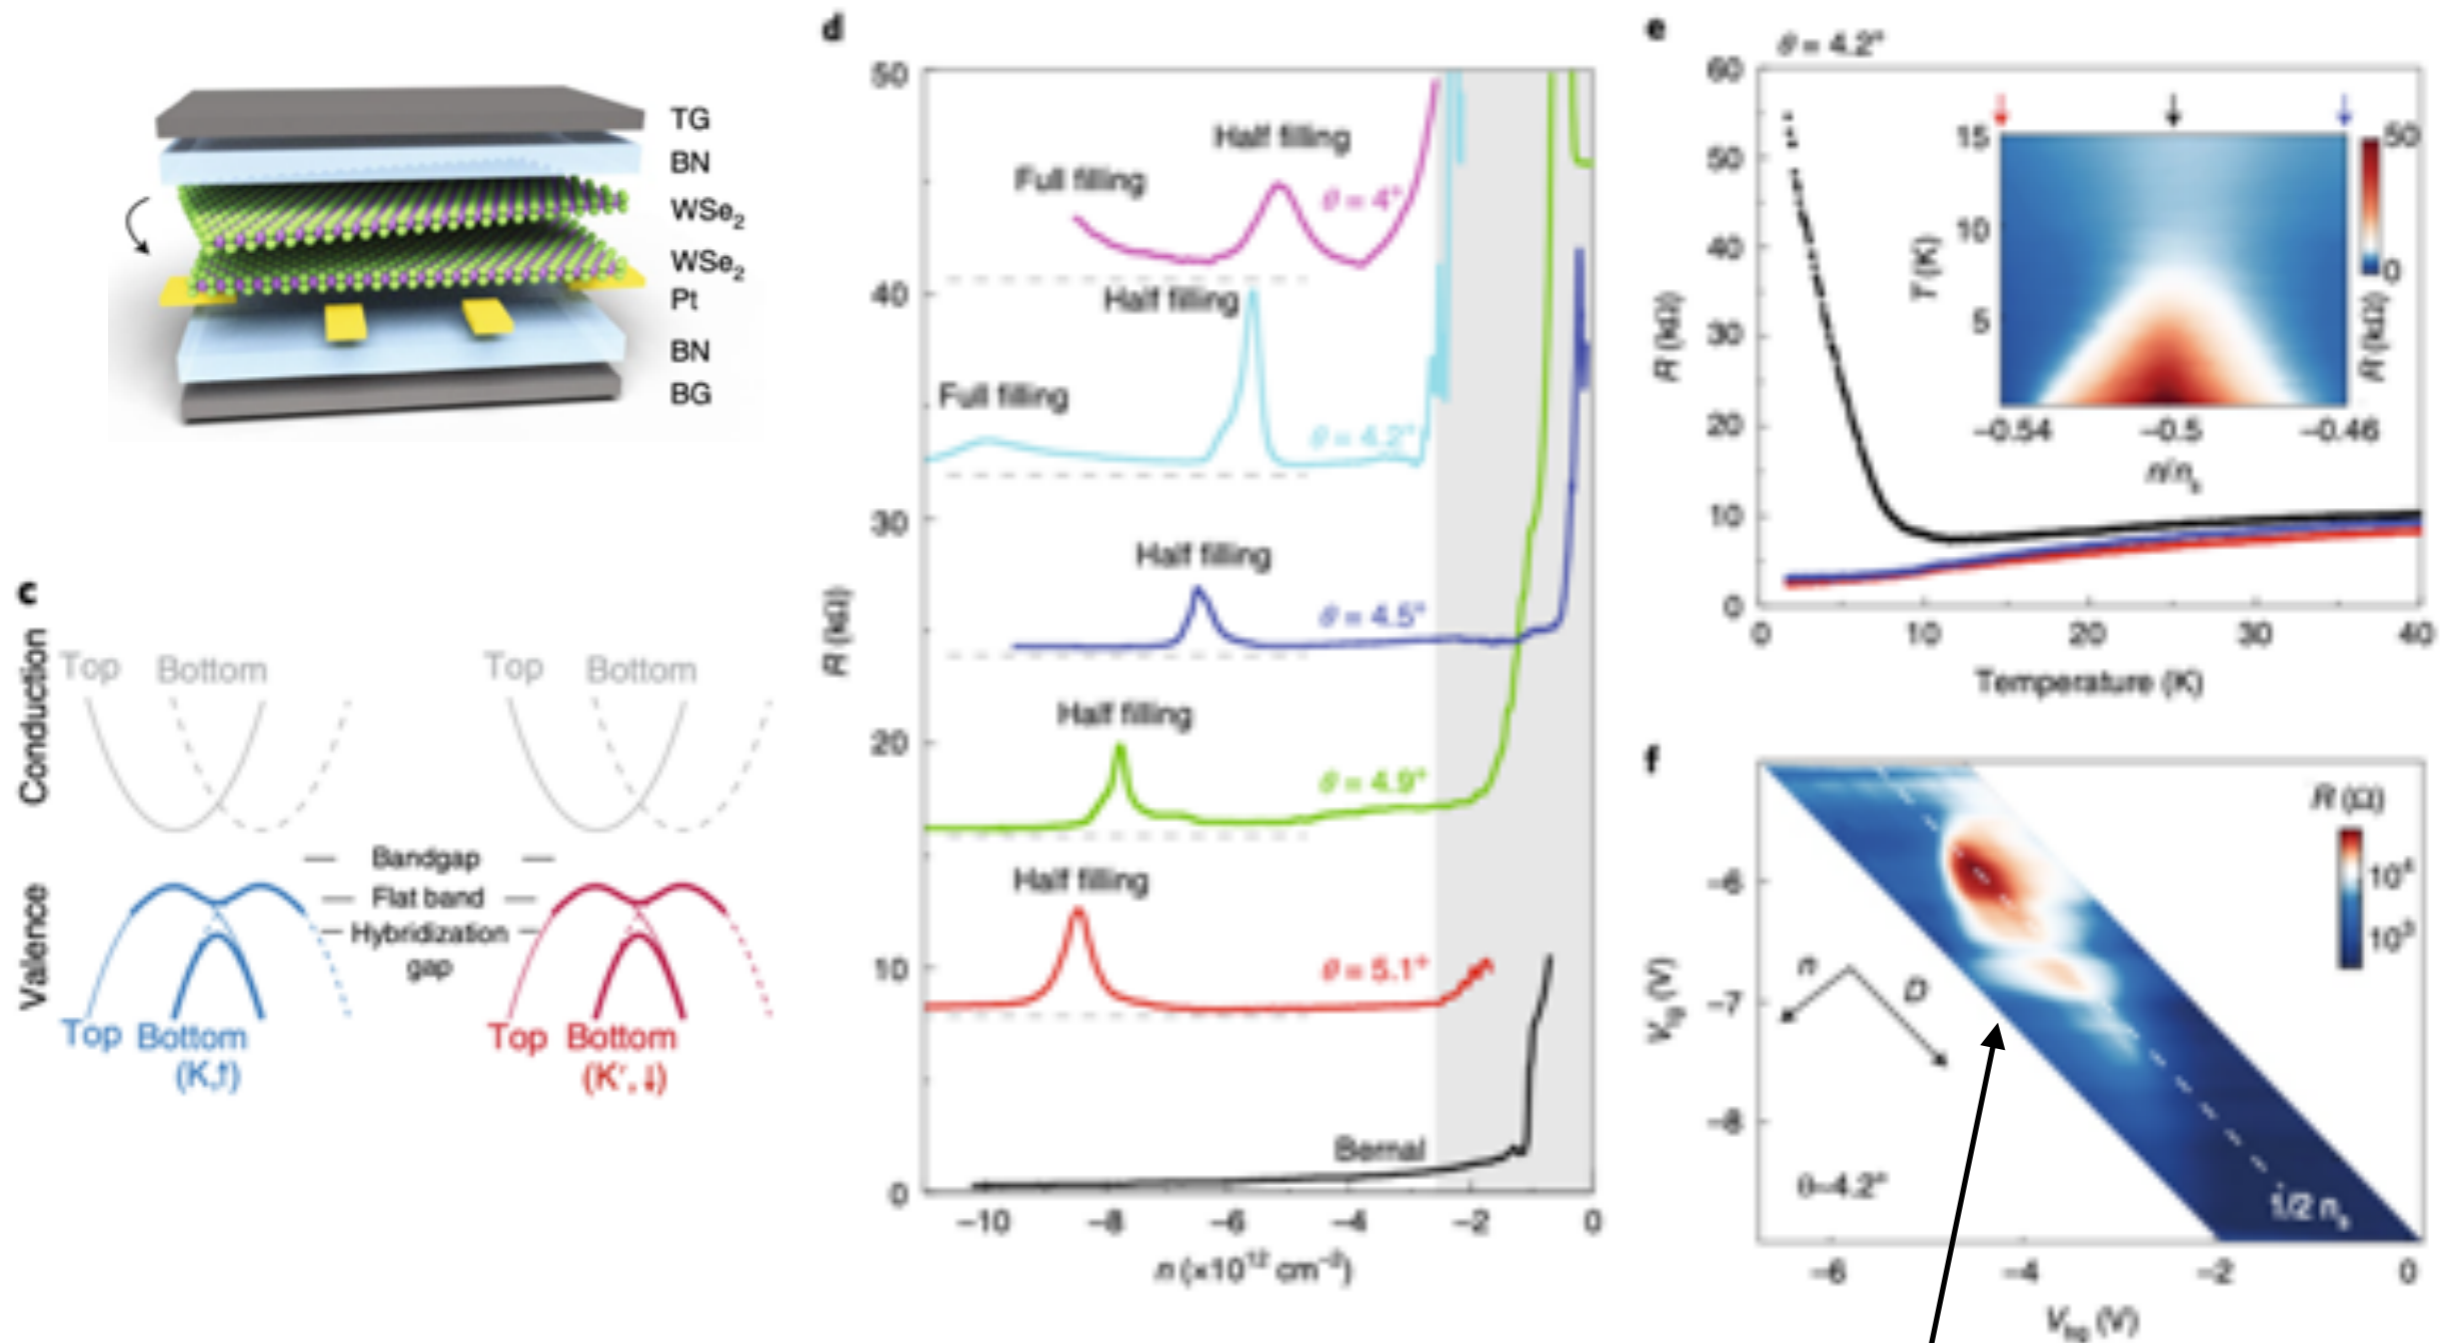 TG
BN
WSe2
WSe2
Pt
BN
BG
c
Conduction
Top Bottom
Top Bottom
Bandgap
Flat band
Hybridization
gap
Valence
Top Bottom
(K,↑)
Top Bottom
(K′,↓)
d
50
40
30
20
10
0
R (kΩ)
Half filling
Full filling
θ = 4°
Half filling
Full filling
θ = 4.2°
Half filling
θ = 4.5°
Half filling
θ = 4.9°
Half filling
θ = 5.1°
Bernal
−10 −8 −6 −4 −2 0
n (×10¹² cm⁻²)
e
θ = 4.2°
60
50
40
30
20
10
0
R (kΩ)
15
10
5
T (K)
50
0
R (kΩ)
−0.54 −0.5 −0.46
n/ns
0 10 20 30 40
Temperature (K)
f
R (Ω)
10⁴
10³
−6
−7
−8
Vtg (V)
n
D
θ=4.2°
1/2 ns
−6 −4 −2 0
Vbg (V)